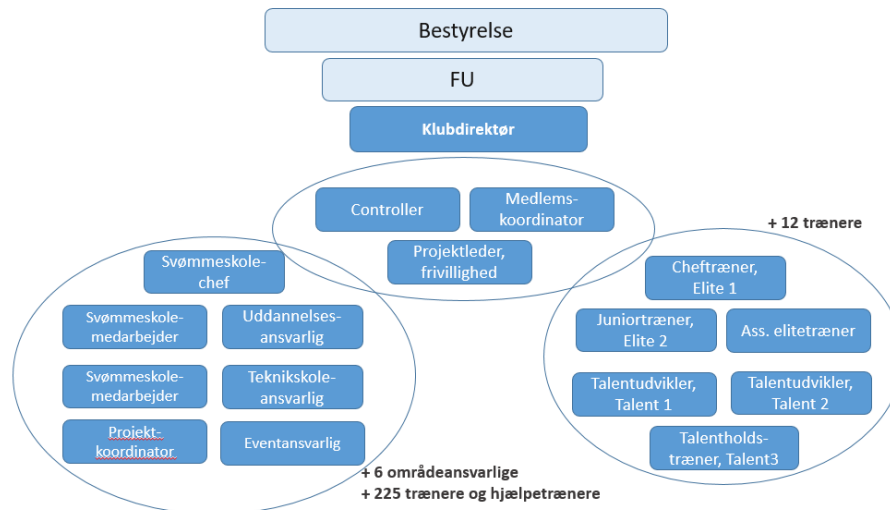 Bestyrelse
FU
Klubdirektør
Controller
Medlems-
koordinator
Projektleder,
frivillighed
+ 12 trænere
Svømmeskole-
chef
Svømmeskole-
medarbejder
Uddannelses-
ansvarlig
Svømmeskole-
medarbejder
Teknikskole-
ansvarlig
Projekt-
koordinator
Eventansvarlig
+ 6 områdeansvarlige
+ 225 trænere og hjælpetrænere
Cheftræner,
Elite 1
Juniortræner,
Elite 2
Ass. elitetræner
Talentudvikler,
Talent 1
Talentudvikler,
Talent 2
Talentholds-
træner, Talent3